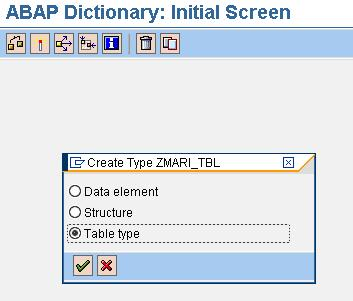 ABAP Dictionary: Initial Screen
Create Type ZMARI_TBL
Data element
Structure
Table type